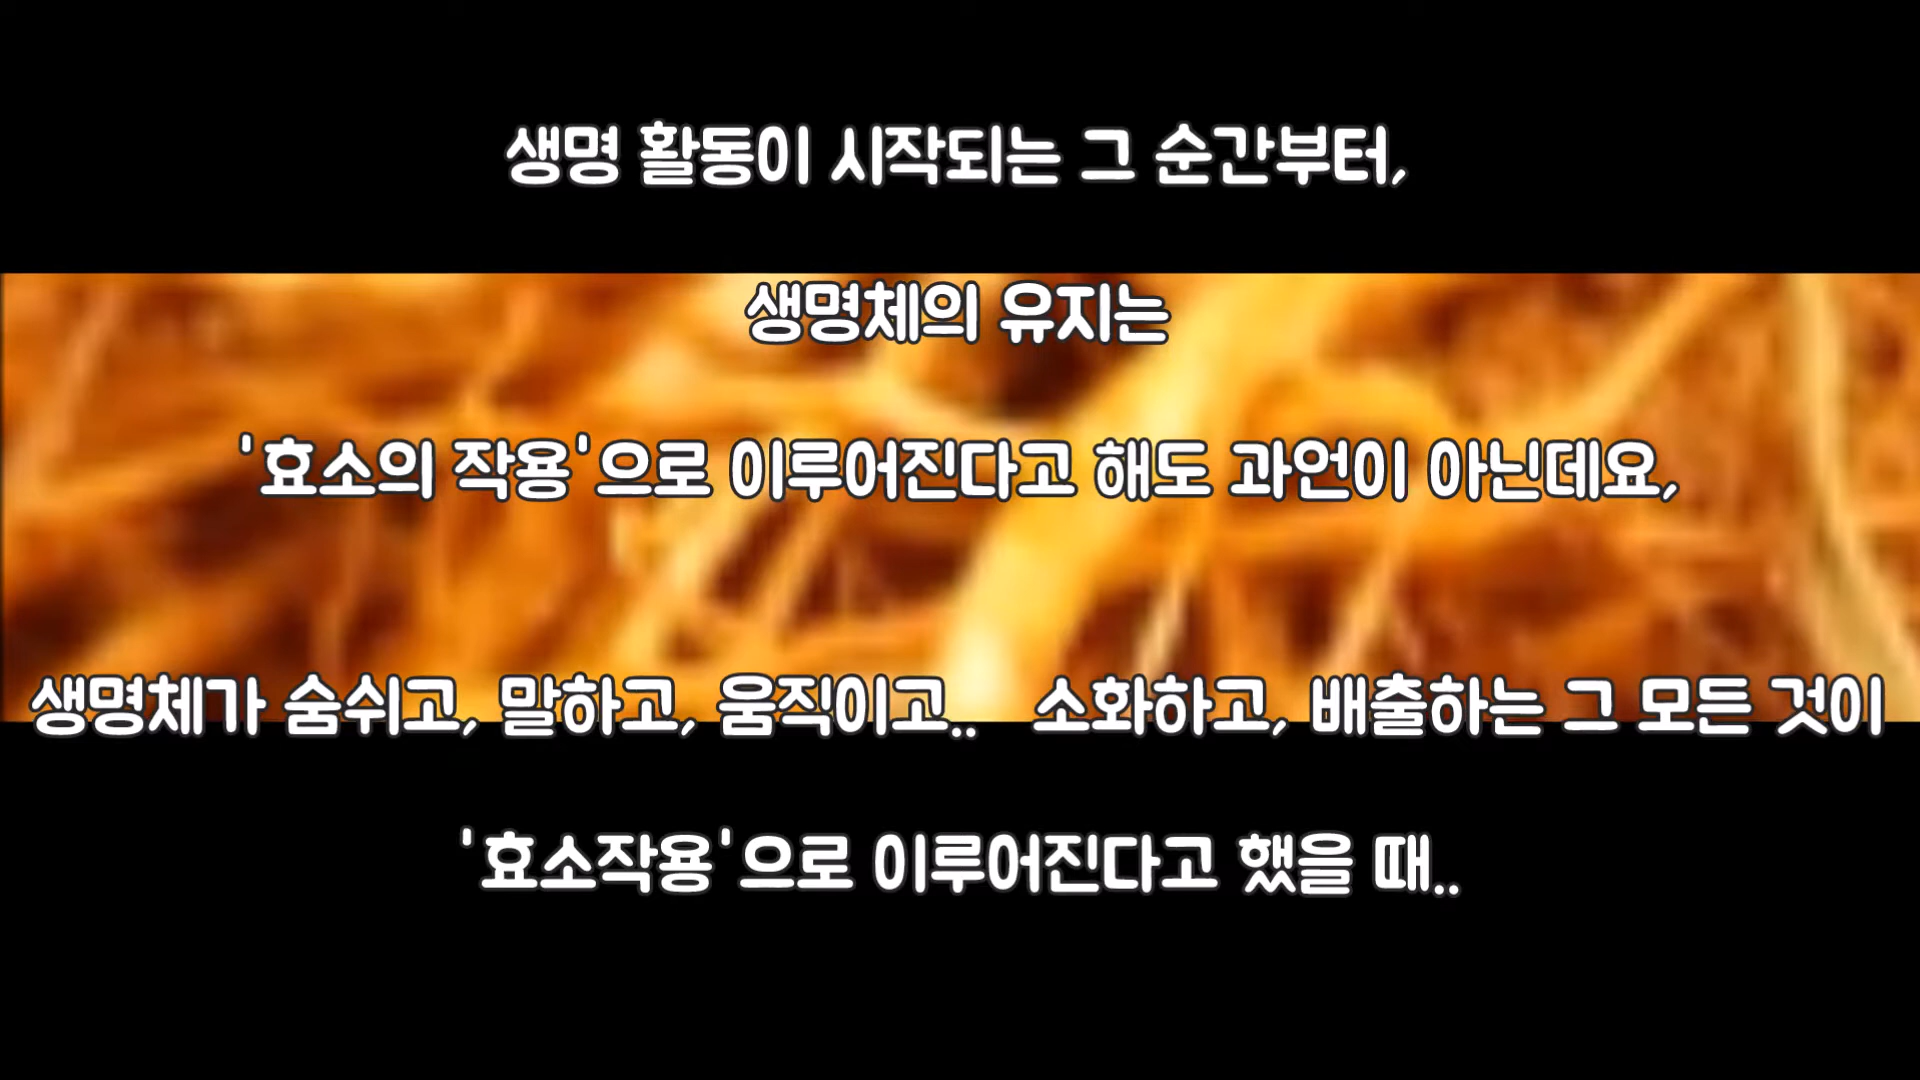 생명 활동이 시작되는 그 순간부터,
생명체의 유지는
'효소의 작용'으로 이루어진다고 해도 과언이 아닌데요,
생명체가 숨쉬고, 말하고, 움직이고.. 소화하고, 배출하는 그 모든 것이
'효소작용'으로 이루어진다고 했을 때..